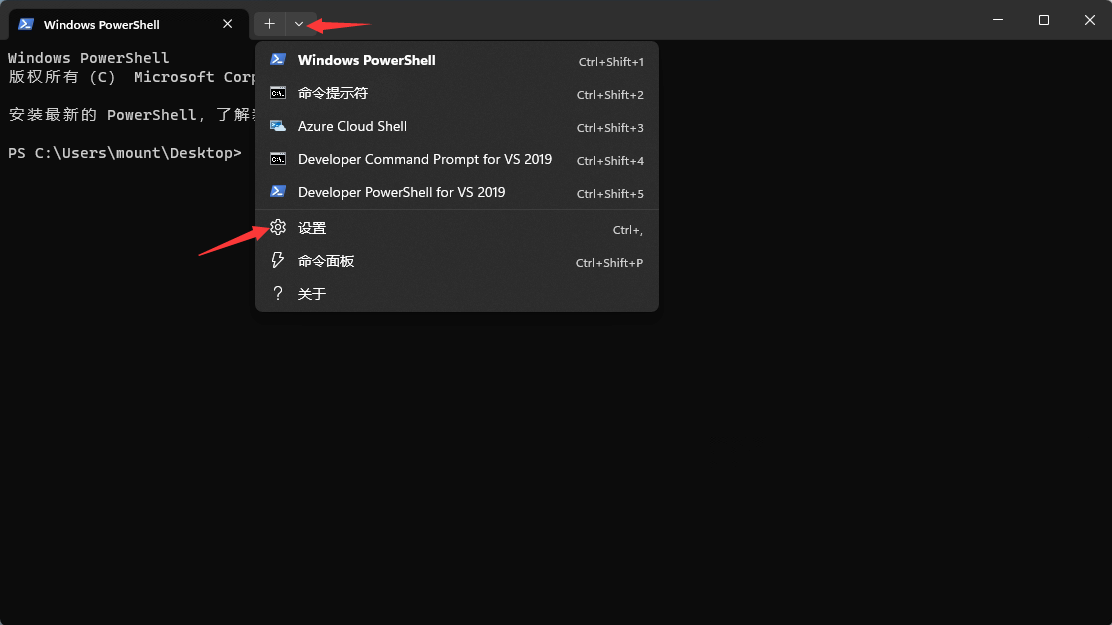 Windows PowerShell
Windows PowerShell
版权所有 (C) Microsoft Corp
安装最新的 PowerShell，了解
PS C:\Users\mount\Desktop>
Windows PowerShell Ctrl+Shift+1
命令提示符 Ctrl+Shift+2
Azure Cloud Shell Ctrl+Shift+3
Developer Command Prompt for VS 2019 Ctrl+Shift+4
Developer PowerShell for VS 2019 Ctrl+Shift+5
设置 Ctrl+,
命令面板 Ctrl+Shift+P
关于